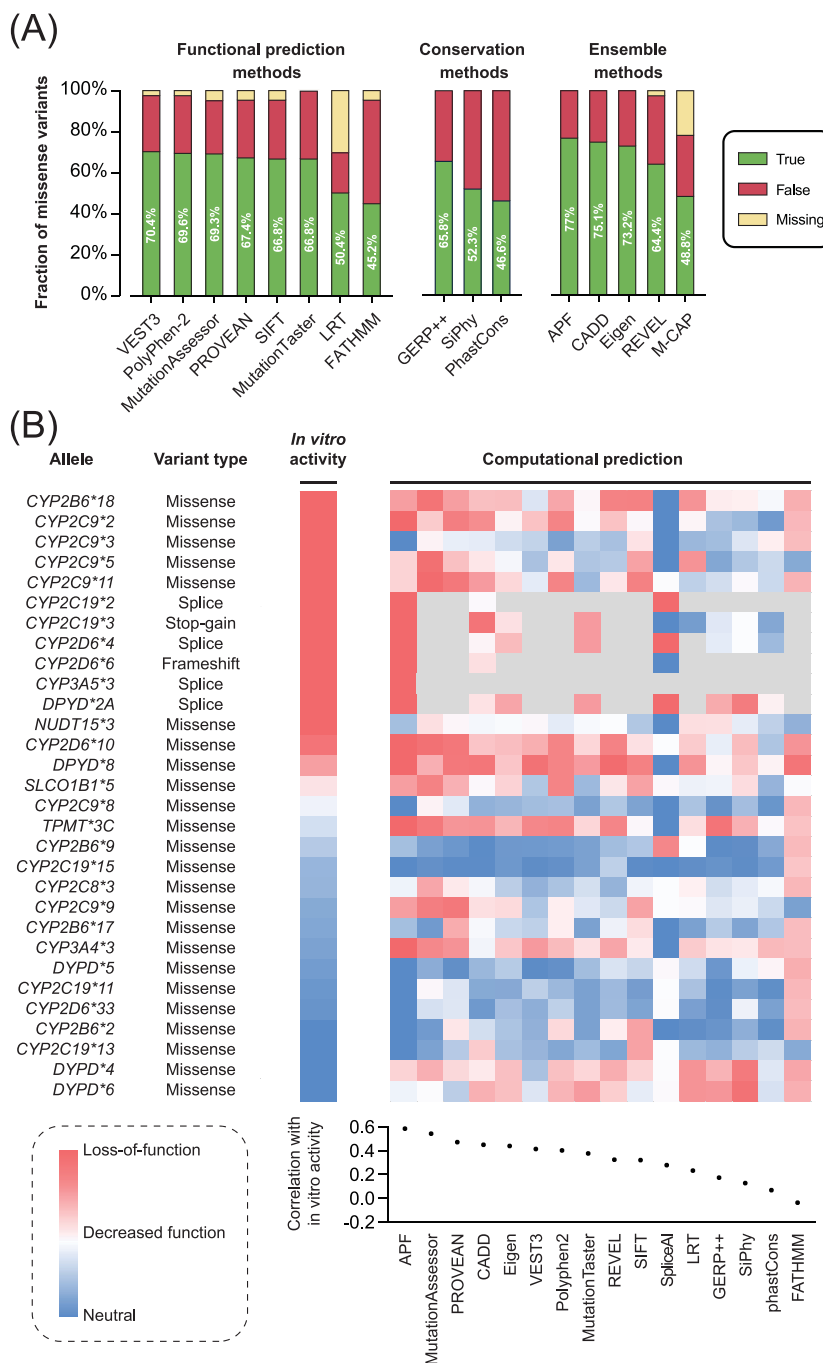 (A)
Functional prediction methods
Conservation methods
Ensemble methods
Fraction of missense variants
100%
80%
60%
40%
20%
0%
70.4%
69.6%
69.3%
67.4%
66.8%
66.8%
50.4%
45.2%
65.8%
52.3%
46.6%
77%
75.1%
73.2%
64.4%
48.8%
True
False
Missing
VEST3
PolyPhen-2
MutationAssessor
PROVEAN
SIFT
MutationTaster
LRT
FATHMM
GERP++
SiPhy
PhastCons
APF
CADD
Eigen
REVEL
M-CAP
(B)
Allele
Variant type
In vitro activity
Computational prediction
CYP2B6*18 Missense
CYP2C9*2 Missense
CYP2C9*3 Missense
CYP2C9*5 Missense
CYP2C9*11 Missense
CYP2C19*2 Splice
CYP2C19*3 Stop-gain
CYP2D6*4 Splice
CYP2D6*6 Frameshift
CYP3A5*3 Splice
DPYD*2A Splice
NUDT15*3 Missense
CYP2D6*10 Missense
DPYD*8 Missense
SLCO1B1*5 Missense
CYP2C9*8 Missense
TPMT*3C Missense
CYP2B6*9 Missense
CYP2C19*15 Missense
CYP2C8*3 Missense
CYP2C9*9 Missense
CYP2B6*17 Missense
CYP3A4*3 Missense
DYPD*5 Missense
CYP2C19*11 Missense
CYP2D6*33 Missense
CYP2B6*2 Missense
CYP2C19*13 Missense
DYPD*4 Missense
DYPD*6 Missense
Loss-of-function
Decreased function
Neutral
Correlation with
in vitro activity
0.6
0.4
0.2
0.0
-0.2
APF
MutationAssessor
PROVEAN
CADD
Eigen
VEST3
Polyphen2
MutationTaster
REVEL
SIFT
SpliceAI
LRT
GERP++
SiPhy
phastCons
FATHMM